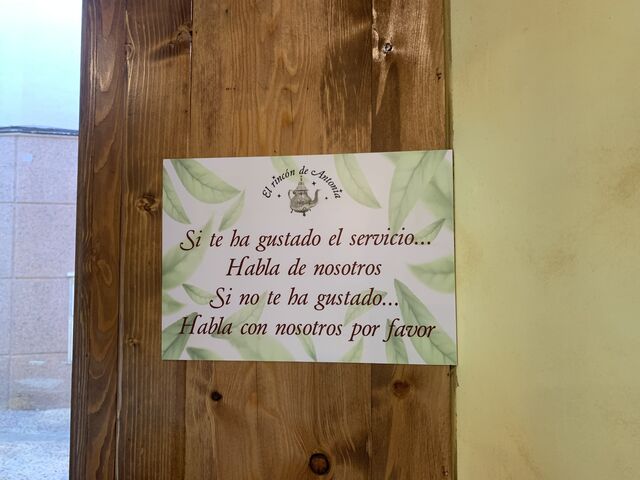 El rincón de Antonia
Si te ha gustado el servicio...
Habla de nosotros
Si no te ha gustado...
Habla con nosotros por favor